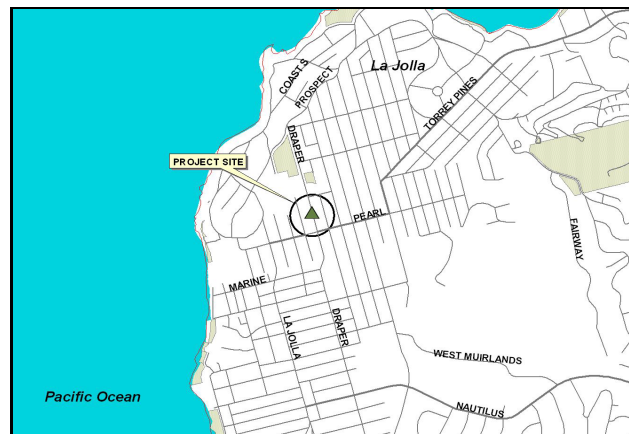 La Jolla
COAST S
PROSPECT
TORREY PINES
DRAPER
PROJECT SITE
PEARL
FAIRWAY
MARINE
LA JOLLA
DRAPER
WEST MUIRLANDS
Pacific Ocean
NAUTILUS